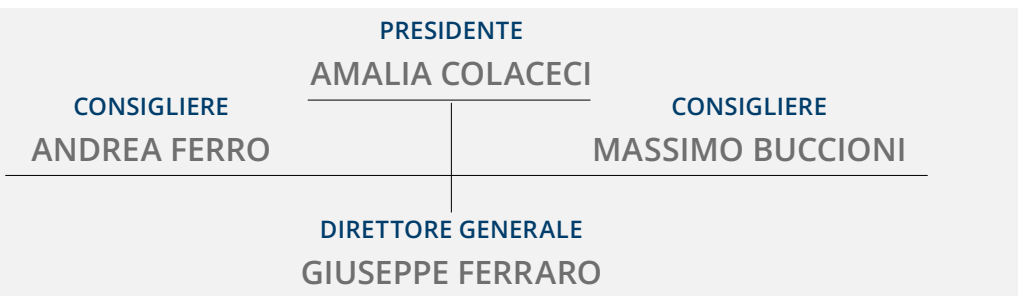 PRESIDENTE
AMALIA COLACECI
CONSIGLIERE
ANDREA FERRO
CONSIGLIERE
MASSIMO BUCCIONI
DIRETTORE GENERALE
GIUSEPPE FERRARO